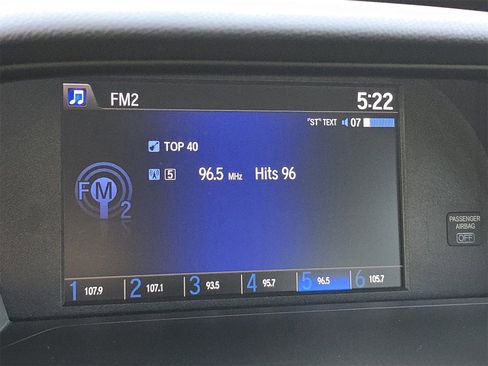 FM2 5:22
"ST" TEXT 07
TOP 40
5 96.5 MHz Hits 96
FM 2
PASSENGER
AIRBAG
OFF
1 107.9 2 107.1 3 93.5 4 95.7 5 96.5 6 105.7